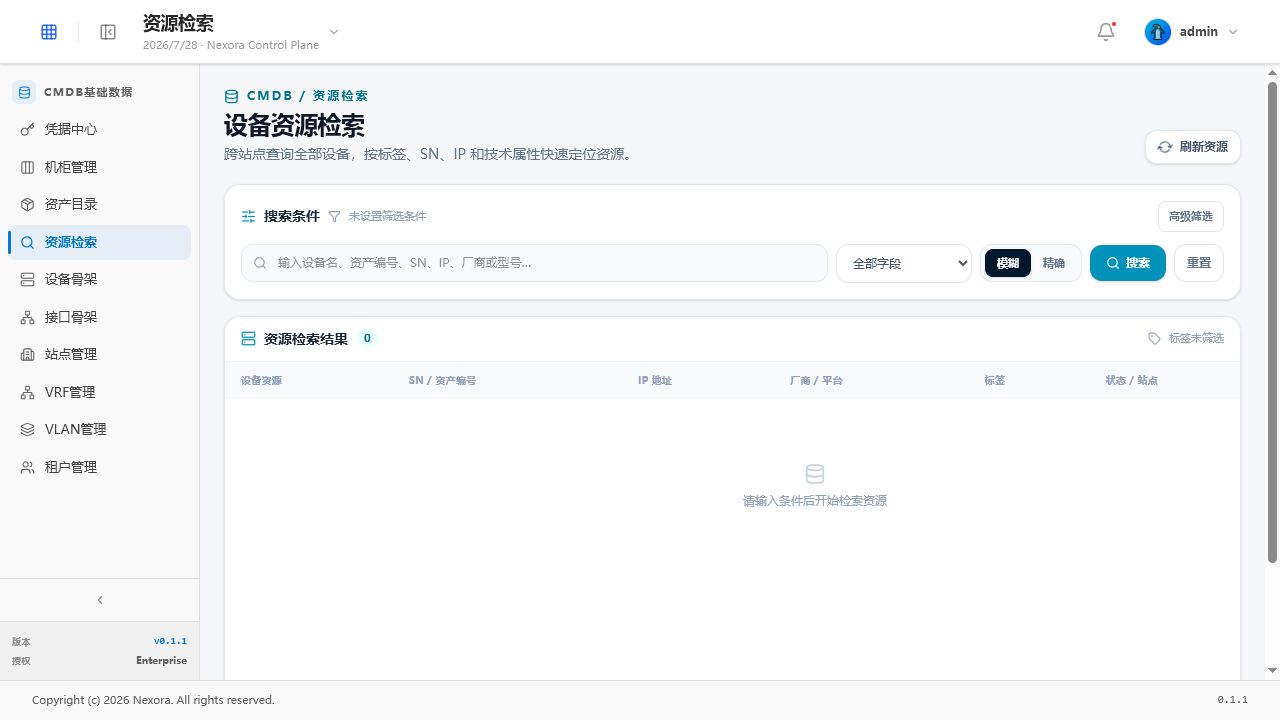 资源检索
2026/7/28 · Nexora Control Plane
admin
CMDB基础数据
凭据中心
机柜管理
资产目录
资源检索
设备骨架
接口骨架
站点管理
VRF管理
VLAN管理
租户管理
版本 v0.1.1
授权 Enterprise
CMDB / 资源检索
设备资源检索
跨站点查询全部设备，按标签、SN、IP 和技术属性快速定位资源。
刷新资源
搜索条件 未设置筛选条件
高级筛选
输入设备名、资产编号、SN、IP、厂商或型号...
全部字段
模糊 精确
搜索
重置
资源检索结果 0
标签未筛选
设备资源 SN / 资产编号 IP 地址 厂商 / 平台 标签 状态 / 站点
请输入条件后开始检索资源
Copyright (c) 2026 Nexora. All rights reserved.
0.1.1